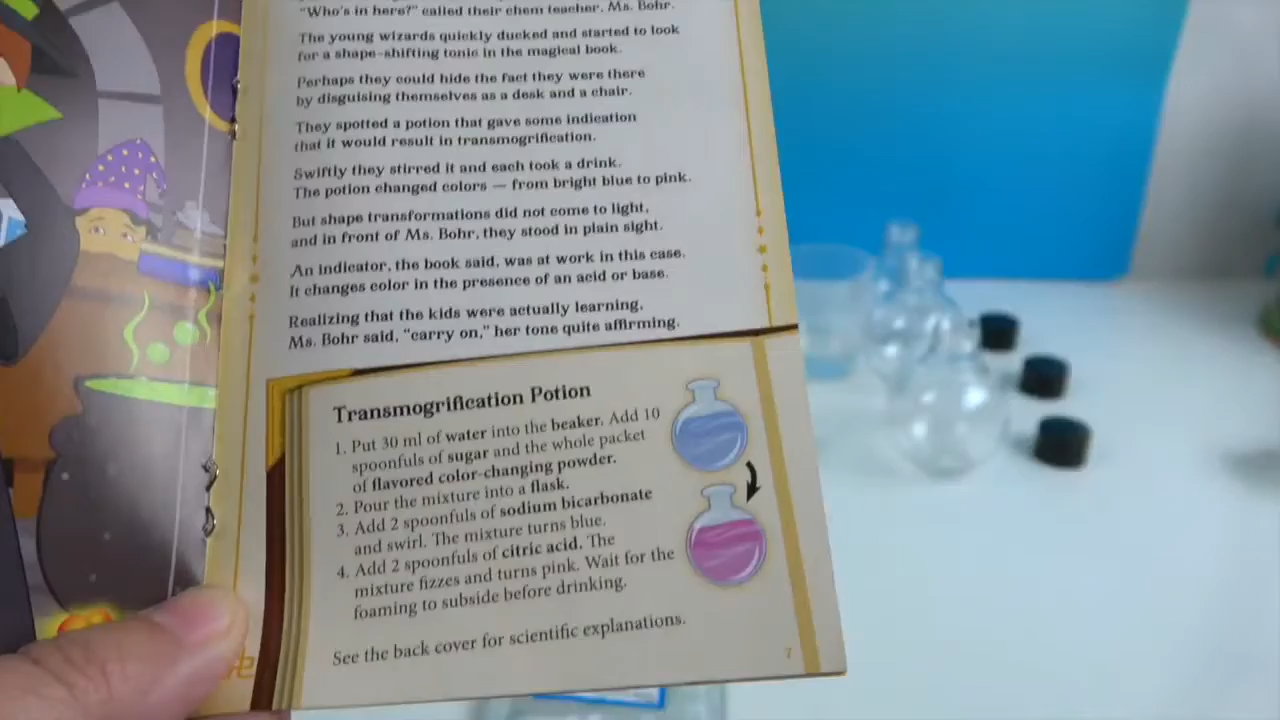 "Who's in here?" called their chem teacher, Ms. Bohr.
The young wizards quickly ducked and started to look
for a shape-shifting tonic in the magical book.
Perhaps they could hide the fact they were there
by disguising themselves as a desk and a chair.
They spotted a potion that gave some indication
that it would result in transmogrification.
Swiftly they stirred it and each took a drink.
The potion changed colors — from bright blue to pink.
But shape transformations did not come to light,
and in front of Ms. Bohr, they stood in plain sight.
An indicator, the book said, was at work in this case.
It changes color in the presence of an acid or base.
Realizing that the kids were actually learning,
Ms. Bohr said, "carry on," her tone quite affirming.
Transmogrification Potion
1. Put 30 ml of water into the beaker. Add 10
spoonfuls of sugar and the whole packet
of flavored color-changing powder.
2. Pour the mixture into a flask.
3. Add 2 spoonfuls of sodium bicarbonate
and swirl. The mixture turns blue.
4. Add 2 spoonfuls of citric acid. The
mixture fizzes and turns pink. Wait for the
foaming to subside before drinking.
See the back cover for scientific explanations.
7